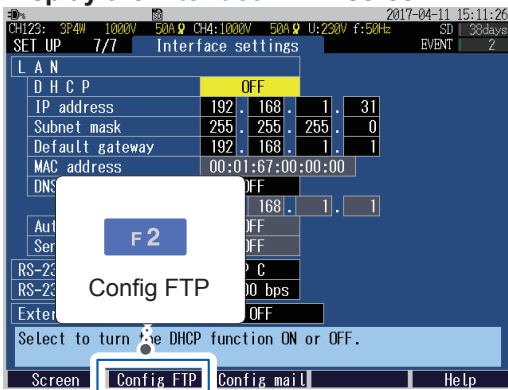 2017-04-11 15:11:26
CH123: 3P4W 1000V 50A CH4:1000V 50A U:230V f:50Hz SD 38days
SET UP 7/7 Interface settings EVENT 2
LAN
DHCP OFF
IP address 192. 168. 1. 31
Subnet mask 255. 255. 255. 0
Default gateway 192. 168. 1. 1
MAC address 00:01:67:00:00:00
DNS OFF
168. 1. 1
Aut OFF
Ser OFF
F2
Config FTP
RS-23 C
RS-23 bps
Exter OFF
Select to turn the DHCP function ON or OFF.
Screen Config FTP Config mail Help